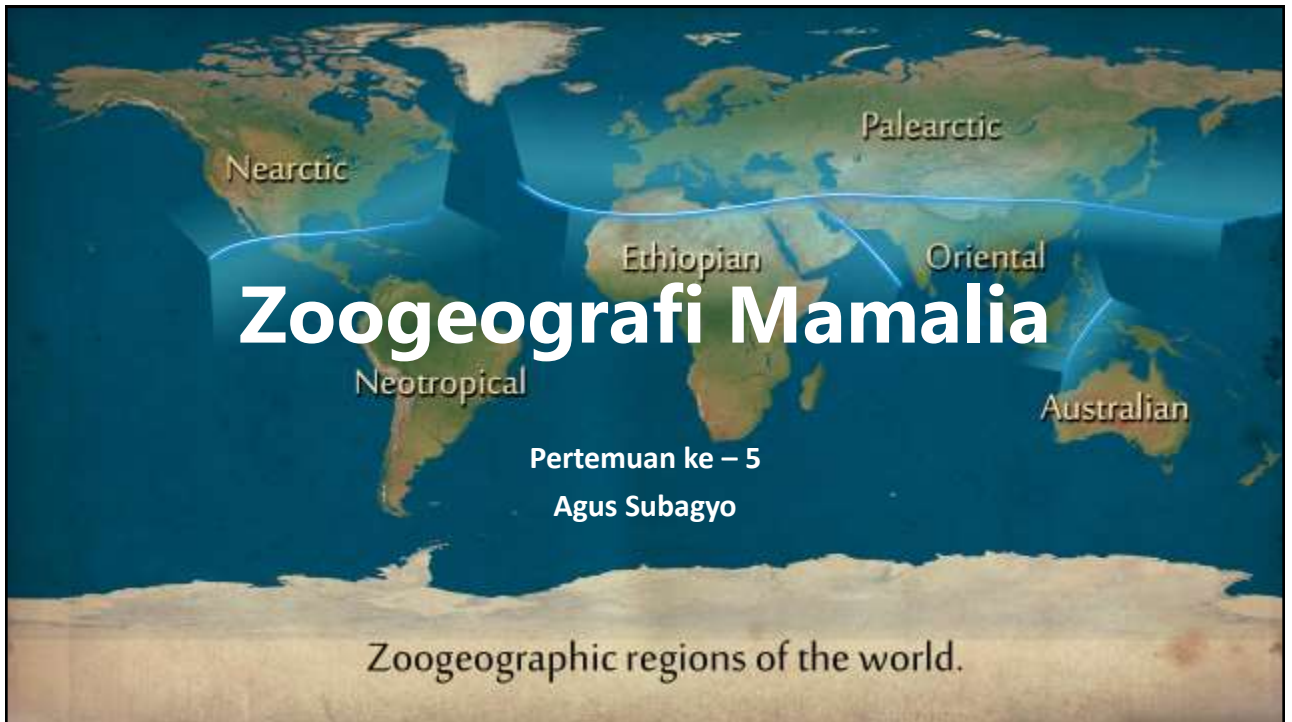 Palearctic
Nearctic
Ethiopian
Oriental
Zoogeografi Mamalia
Neotropical
Australian
Pertemuan ke – 5
Agus Subagyo
Zoogeographic regions of the world.